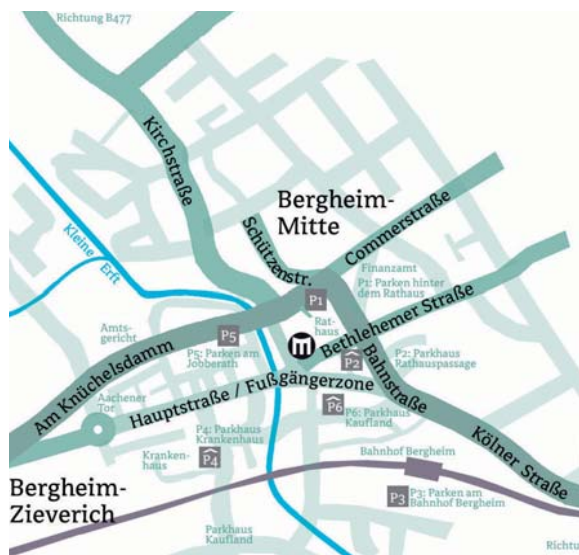 Richtung B477
Kirchstraße
Bergheim-
Mitte
Commerstraße
Schützenstr.
Kleine
Erft
Finanzamt
P1: Parken hinter
dem Rathaus
P1
Rat-
haus
Bethlehemer Straße
Amts-
gericht
P5
P5: Parken am
Jobberath
m
P2
P2: Parkhaus
Rathauspassage
Am Knüchelsdamm
Bahnstraße
Aachener
Tor
Hauptstraße / Fußgängerzone
P6
P6: Parkhaus
Kaufland
P4: Parkhaus
Krankenhaus
Kranken-
haus
P4
Kölner Straße
Bahnhof Bergheim
Bergheim-
Zieverich
P3
P3: Parken am
Bahnhof Bergheim
Parkhaus
Kaufland
Richtu